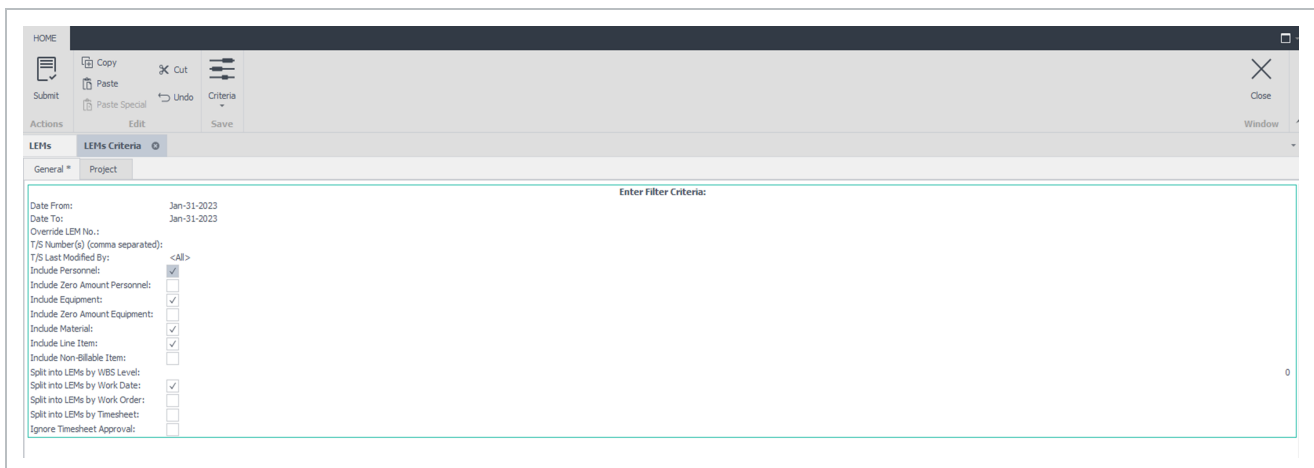 HOME
Submit
Copy
Paste
Paste Special
Cut
Undo
Criteria
Close
Actions
Edit
Save
Window
LEMs
LEMs Criteria
General *
Project
Enter Filter Criteria:
Date From: Jan-31-2023
Date To: Jan-31-2023
Override LEM No.:
T/S Number(s) (comma separated):
T/S Last Modified By: <All>
Include Personnel:
Include Zero Amount Personnel:
Include Equipment:
Include Zero Amount Equipment:
Include Material:
Include Line Item:
Include Non-Billable Item:
Split into LEMs by WBS Level: 0
Split into LEMs by Work Date:
Split into LEMs by Work Order:
Split into LEMs by Timesheet:
Ignore Timesheet Approval: